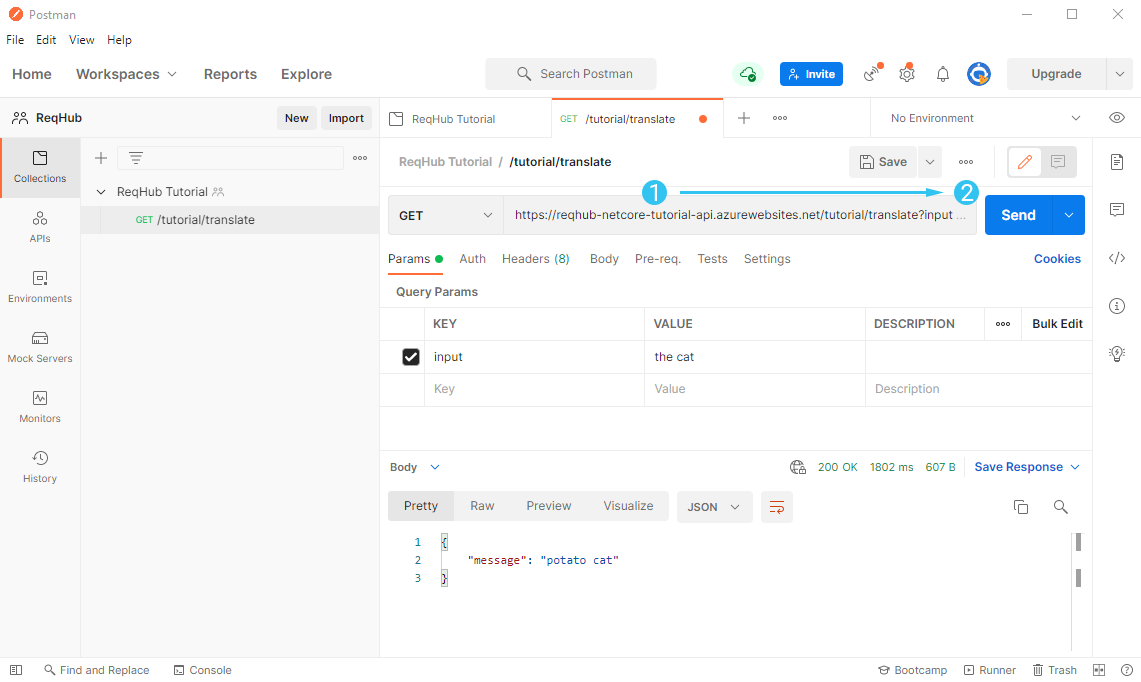 Postman
File Edit View Help
Home Workspaces Reports Explore Search Postman Invite Upgrade
ReqHub New Import ReqHub Tutorial GET /tutorial/translate No Environment
Collections
APIs
Environments
Mock Servers
Monitors
History
ReqHub Tutorial
GET /tutorial/translate
ReqHub Tutorial / /tutorial/translate Save
1 2
GET https://reqhub-netcore-tutorial-api.azurewebsites.net/tutorial/translate?input ... Send
Params Auth Headers (8) Body Pre-req. Tests Settings Cookies
Query Params
KEY VALUE DESCRIPTION Bulk Edit
input the cat
Key Value Description
Body 200 OK 1802 ms 607 B Save Response
Pretty Raw Preview Visualize JSON
1 {
2 "message": "potato cat"
3 }
Find and Replace Console Bootcamp Runner Trash